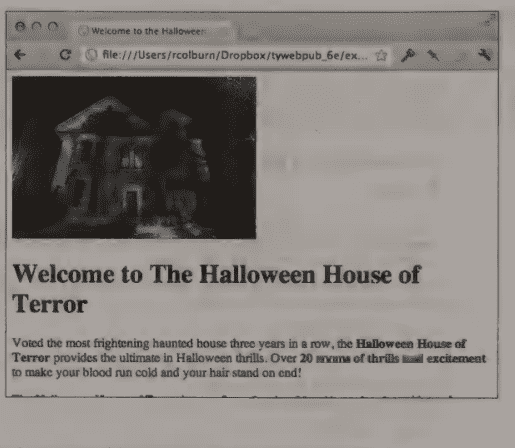 Welcome to the Halloween
file:///Users/rcolburn/Dropbox/tywebpub_6e/ex...
Welcome to The Halloween House of
Terror
Voted the most frightening haunted house three years in a row, the Halloween House of
Terror provides the ultimate in Halloween thrills. Over 20 rooms of thrills and excitement
to make your blood run cold and your hair stand on end!